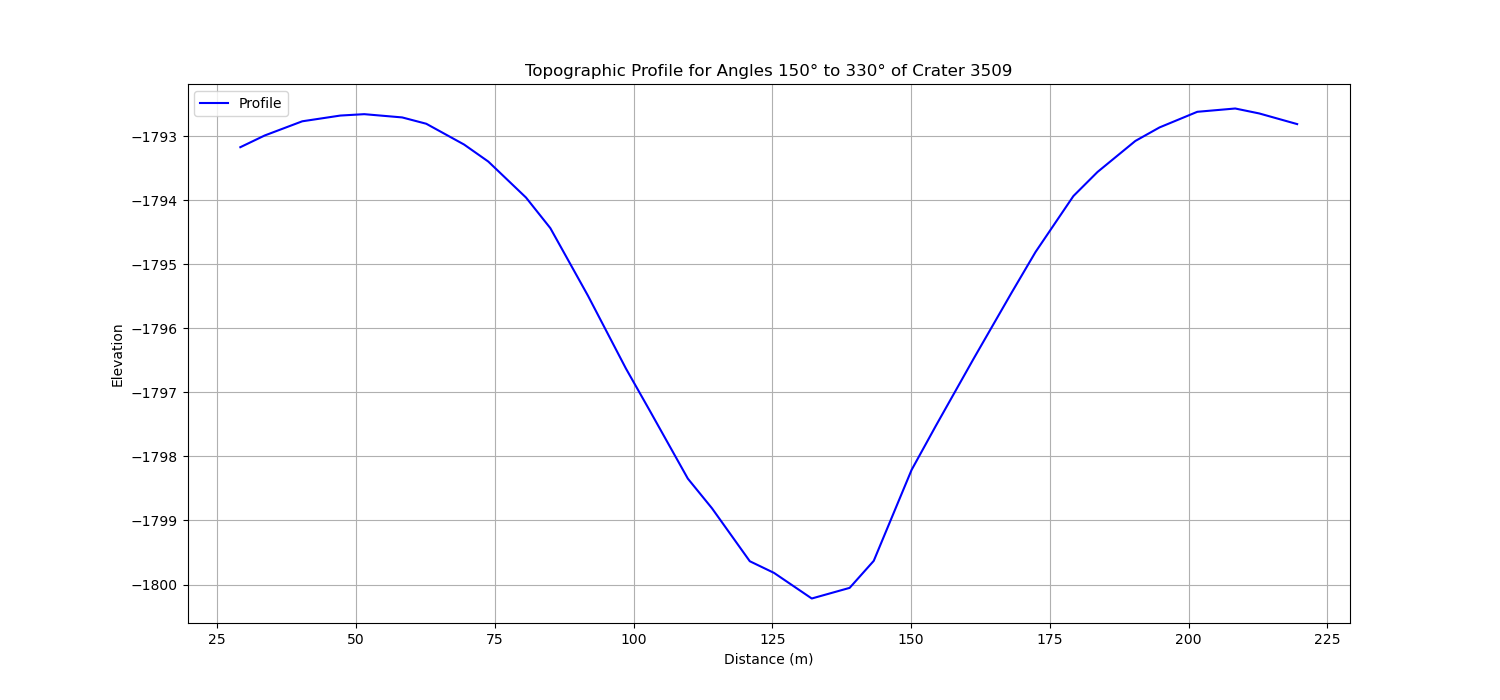 Topographic Profile for Angles 150° to 330° of Crater 3509
Profile
−1793
−1794
−1795
−1796
−1797
−1798
−1799
−1800
Elevation
25 50 75 100 125 150 175 200 225
Distance (m)